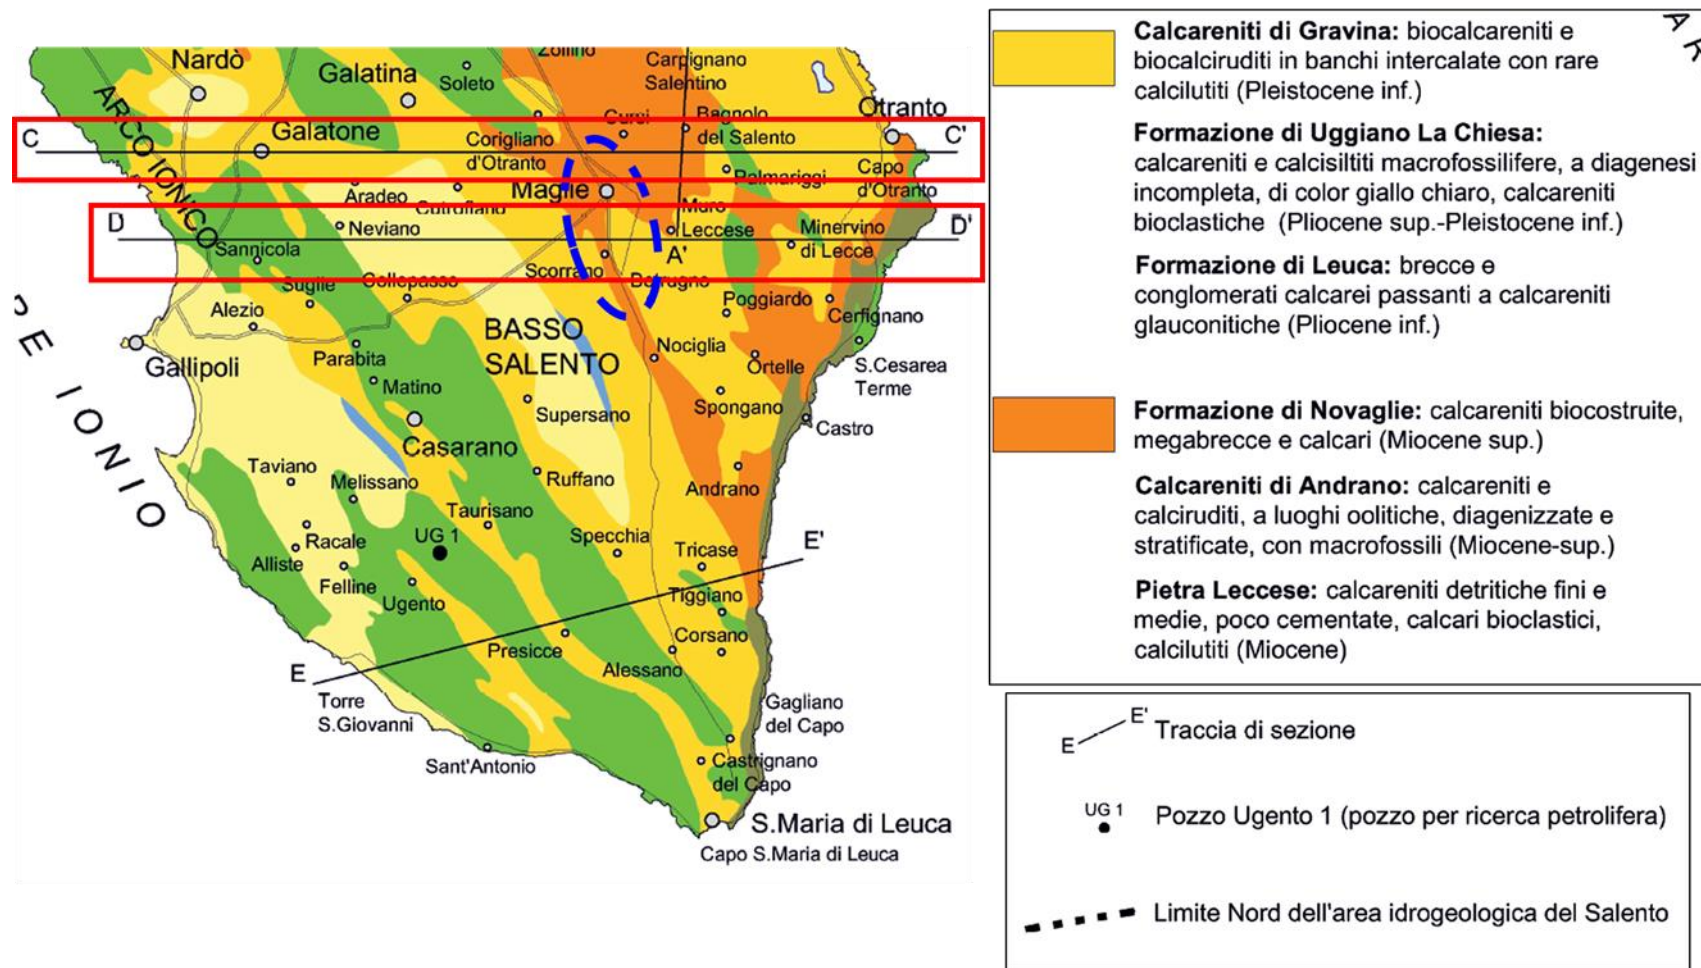 Nardò
Galatina
Soleto
Zollino
Carpignano
Salentino
Otranto
ARCO IONICO
C
Galatone
Corigliano
d'Otranto
Cursi
Bagnolo
del Salento
C'
Aradeo
Cutrofiano
Maglie
Palmariggi
Capo
d'Otranto
D
Neviano
Muro
Leccese
Minervino
di Lecce
D'
Sannicola
Scorrano
A'
Collepasso
Botrugno
Alezio
Poggiardo
Cerfignano
BASSO
SALENTO
Gallipoli
Parabita
Nociglia
Ortelle
S.Cesarea
Terme
Matino
Supersano
Spongano
Castro
IONIO
Casarano
Taviano
Melissano
Ruffano
Andrano
Taurisano
UG 1
Specchia
Tricase
E'
Racale
Alliste
Felline
Ugento
Tiggiano
Corsano
Presicce
Alessano
E
Torre
S.Giovanni
Gagliano
del Capo
Sant'Antonio
Castrignano
del Capo
S.Maria di Leuca
Capo S.Maria di Leuca
Calcareniti di Gravina: biocalcareniti e
biocalciruditi in banchi intercalate con rare
calcilutiti (Pleistocene inf.)
Formazione di Uggiano La Chiesa:
calcareniti e calcisiltiti macrofossilifere, a diagenesi
incompleta, di color giallo chiaro, calcareniti
bioclastiche (Pliocene sup.-Pleistocene inf.)
Formazione di Leuca: brecce e
conglomerati calcarei passanti a calcareniti
glauconitiche (Pliocene inf.)
Formazione di Novaglie: calcareniti biocostruite,
megabrecce e calcari (Miocene sup.)
Calcareniti di Andrano: calcareniti e
calciruditi, a luoghi oolitiche, diagenizzate e
stratificate, con macrofossili (Miocene-sup.)
Pietra Leccese: calcareniti detritiche fini e
medie, poco cementate, calcari bioclastici,
calcilutiti (Miocene)
E E'
Traccia di sezione
UG 1
Pozzo Ugento 1 (pozzo per ricerca petrolifera)
Limite Nord dell'area idrogeologica del Salento